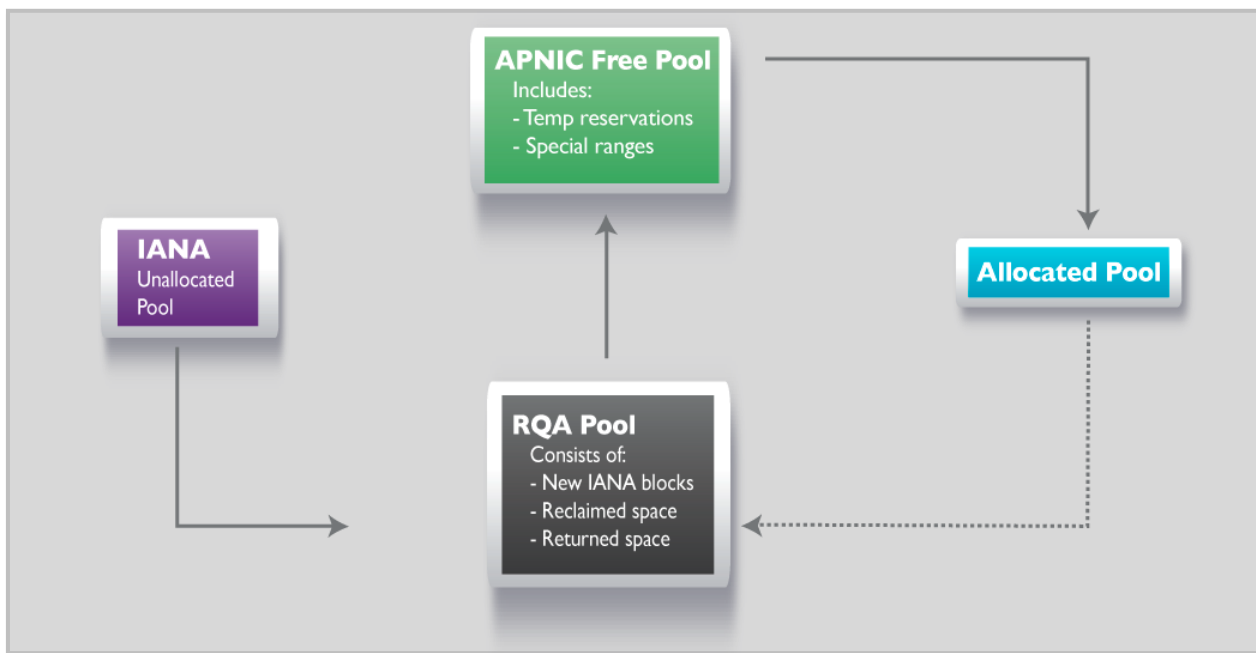 APNIC Free Pool
Includes:
- Temp reservations
- Special ranges
IANA
Unallocated
Pool
Allocated Pool
RQA Pool
Consists of:
- New IANA blocks
- Reclaimed space
- Returned space